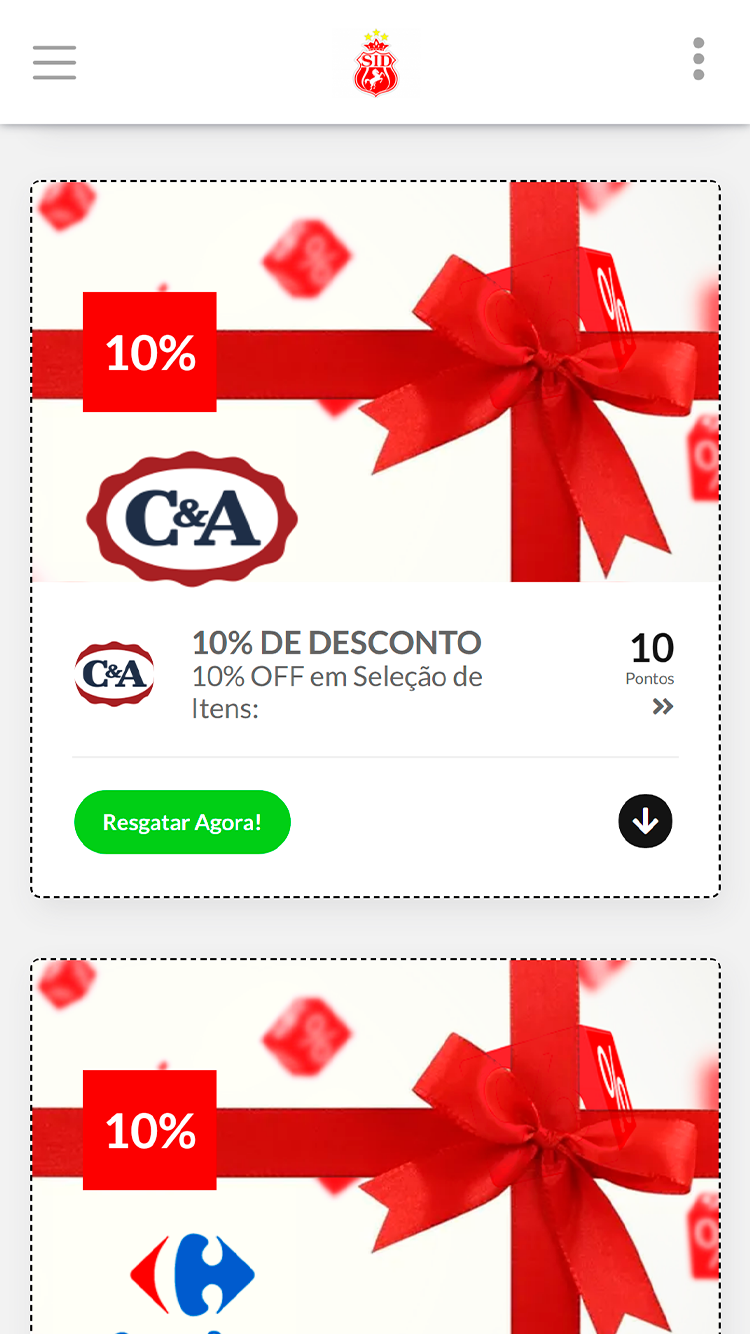 SID
%
%
10%
C&A
C&A
10% DE DESCONTO
10% OFF em Seleção de
Itens:
10
Pontos
Resgatar Agora!
%
%
10%